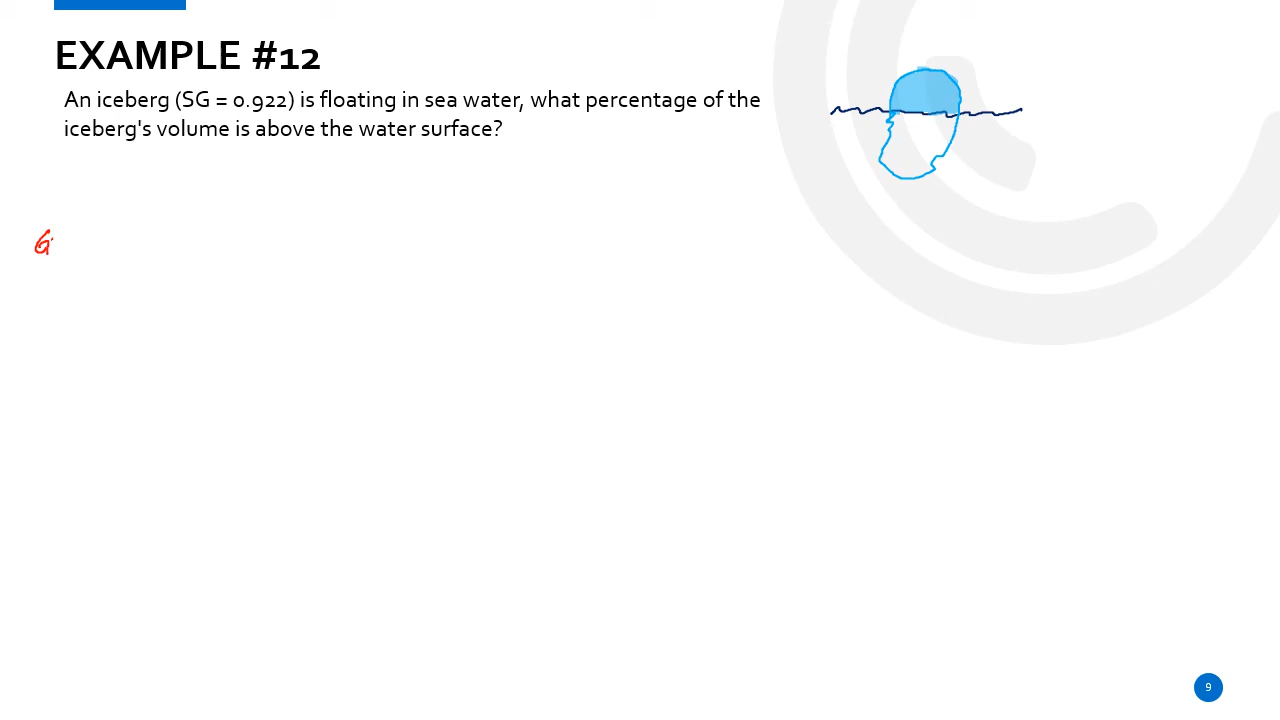 EXAMPLE #12
An iceberg (SG = 0.922) is floating in sea water, what percentage of the
iceberg's volume is above the water surface?
G
9